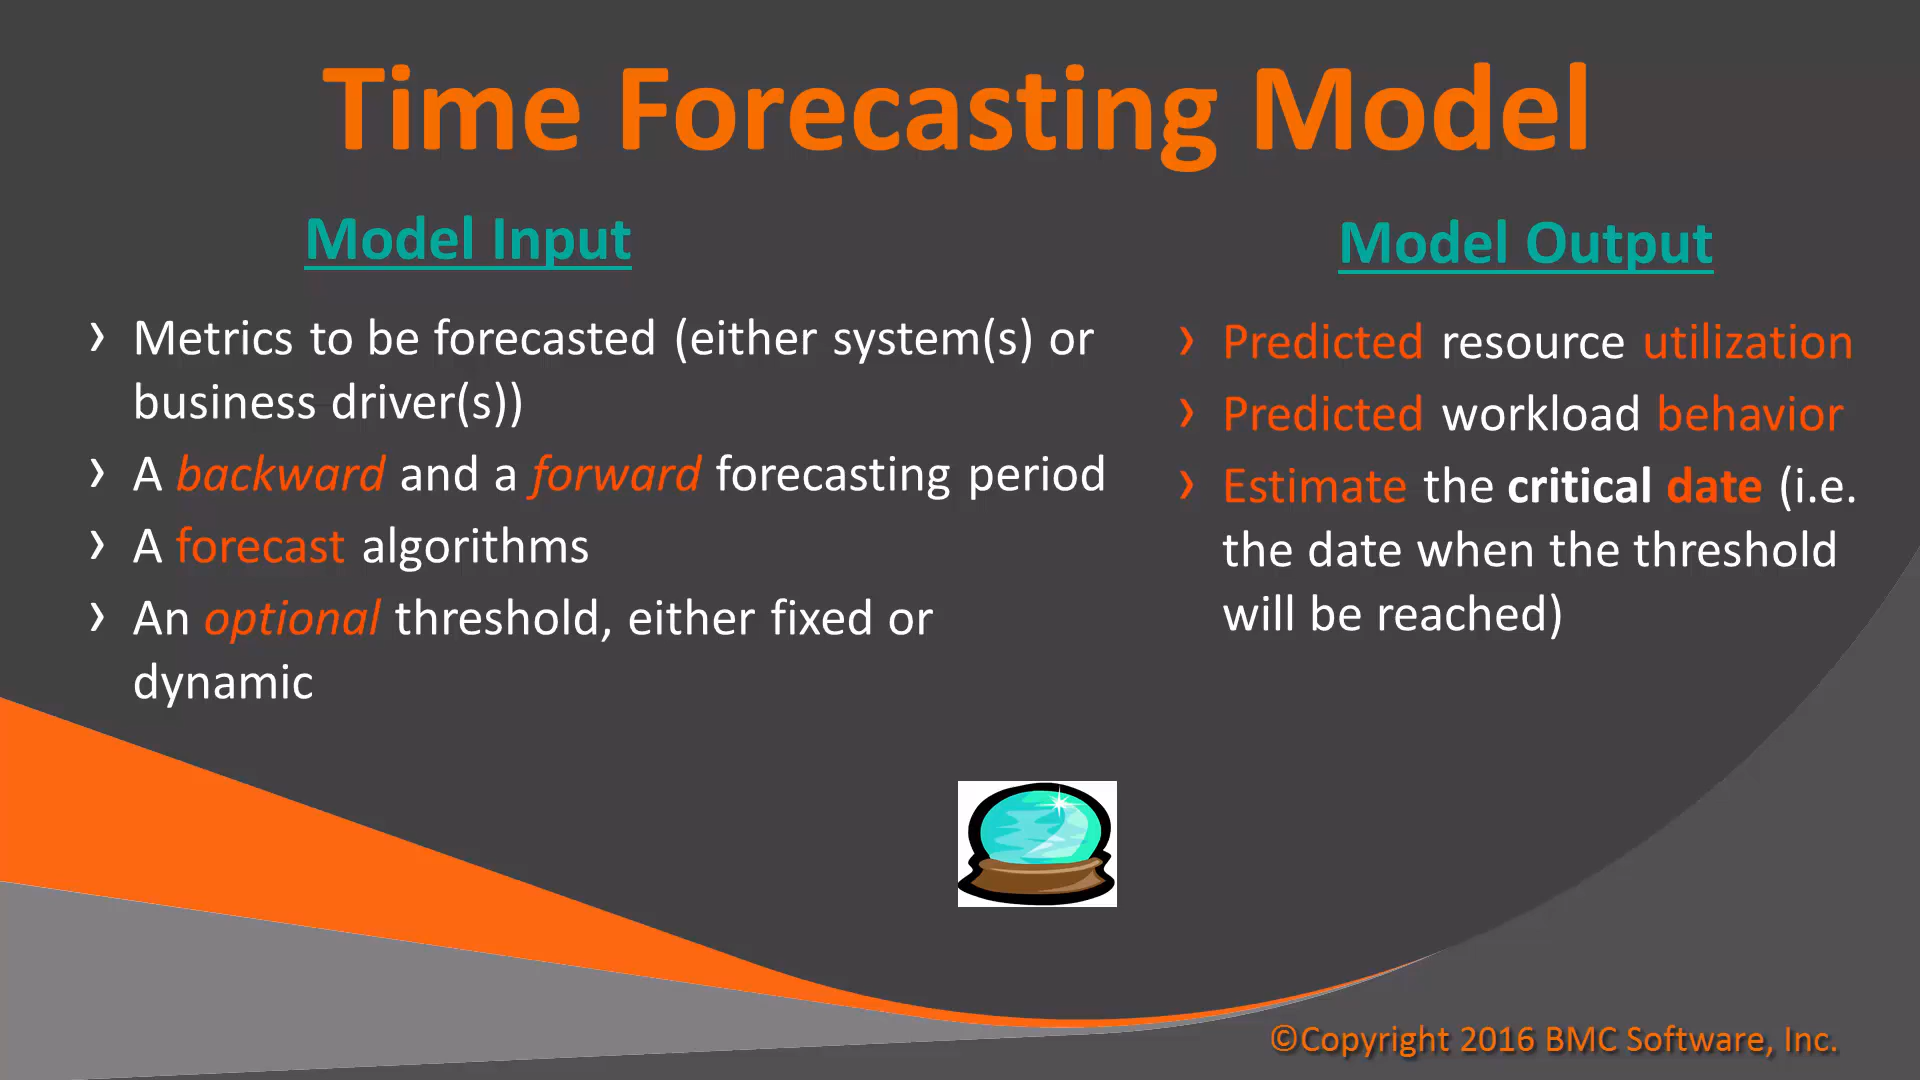 Time Forecasting Model
Model Input
› Metrics to be forecasted (either system(s) or
business driver(s))
› A backward and a forward forecasting period
› A forecast algorithms
› An optional threshold, either fixed or
dynamic
Model Output
› Predicted resource utilization
› Predicted workload behavior
› Estimate the critical date (i.e.
the date when the threshold
will be reached)
©Copyright 2016 BMC Software, Inc.